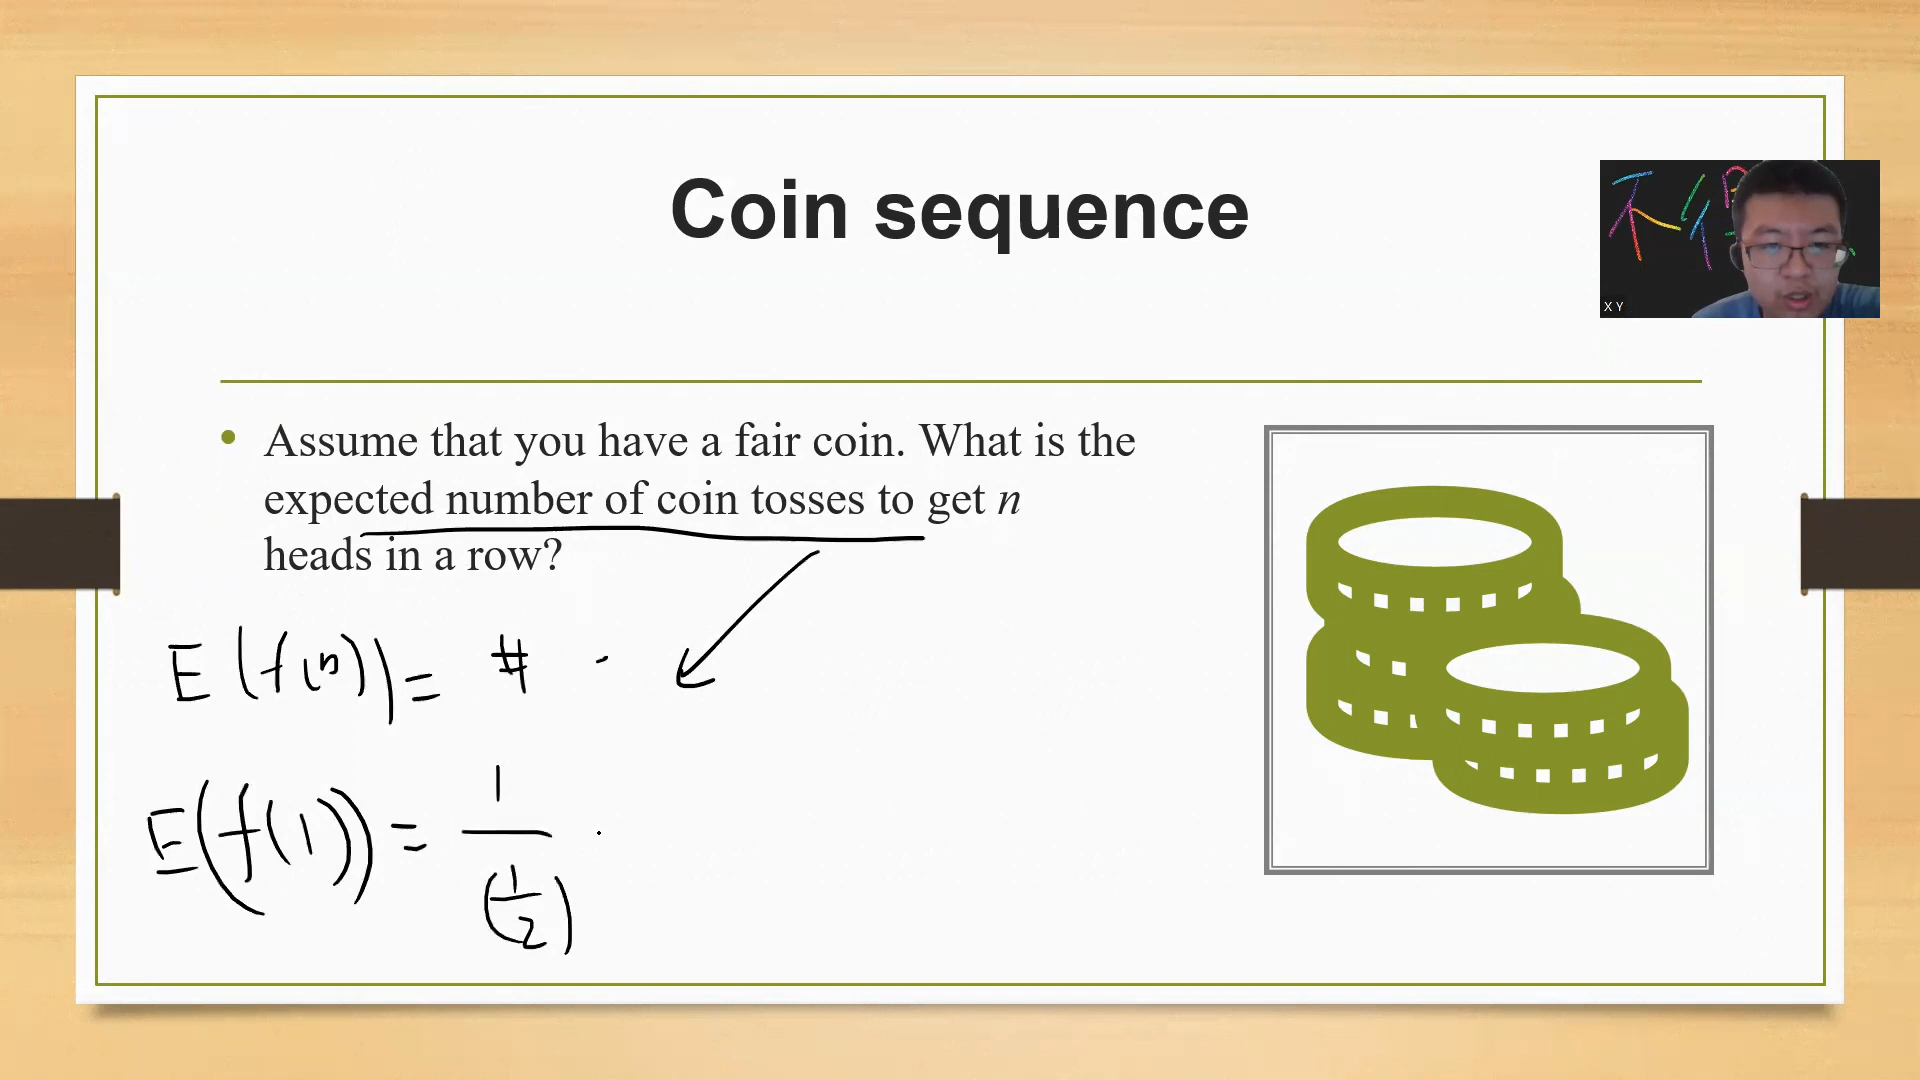 Coin sequence
X Y
Assume that you have a fair coin. What is the
expected number of coin tosses to get n
heads in a row?
E(f(n)) = #
E(f(1)) = 1/(1/2)